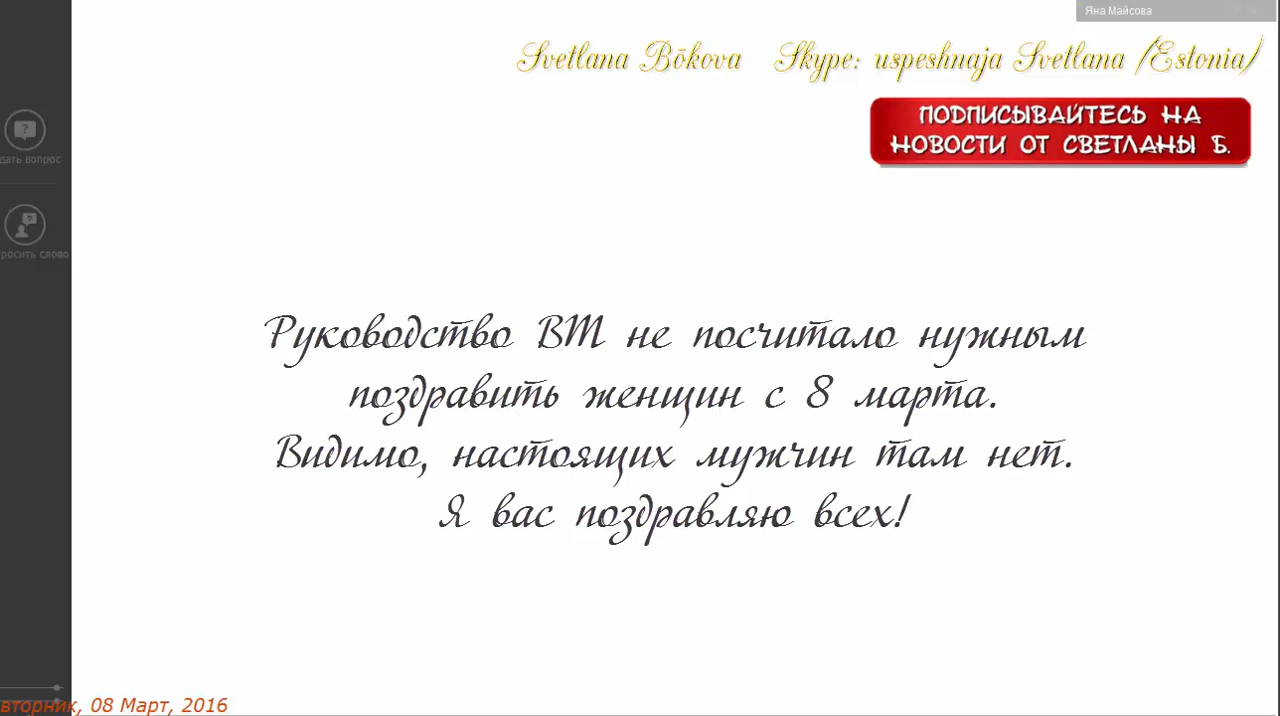 Яна Майсова
Svetlana Bõkova Skype: uspeshnaja Svetlana (Estonia)
ПОДПИСЫВАЙТЕСЬ НА
НОВОСТИ ОТ СВЕТЛАНЫ Б.
дать вопрос
росить слово
Руководство ВТ не посчитало нужным
поздравить женщин с 8 марта.
Видимо, настоящих мужчин там нет.
Я вас поздравляю всех!
вторник, 08 Март, 2016